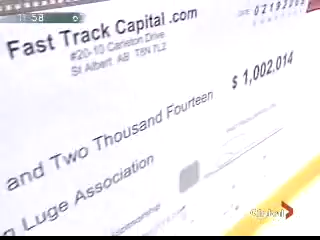 11:58
Fast Track Capital .com
#20-10 Carleton Drive
St Albert AB T8N 7L2
DATE
$ 1,002,014
and Two Thousand Fourteen
Luge Association
Global